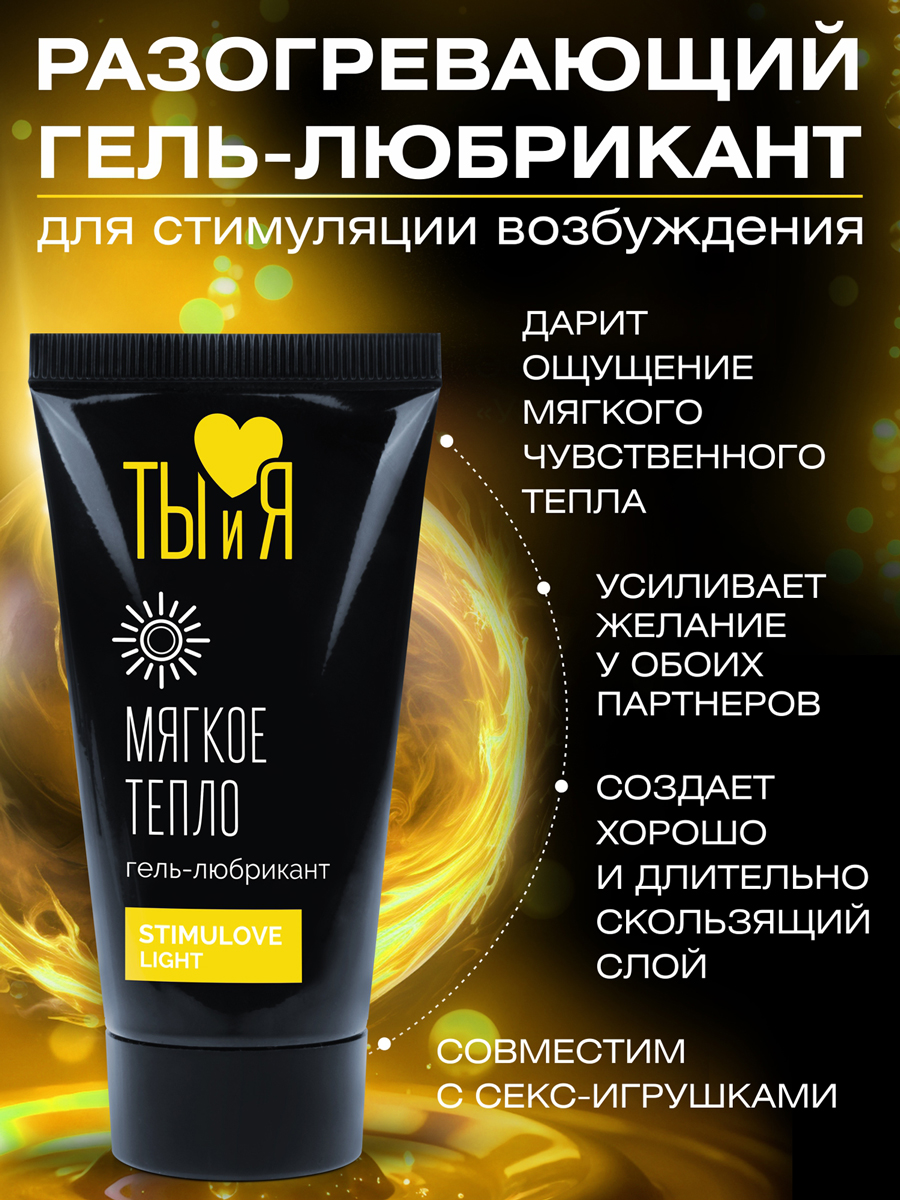 РАЗОГРЕВАЮЩИЙ
ГЕЛЬ-ЛЮБРИКАНТ
для стимуляции возбуждения
ДАРИТ
ОЩУЩЕНИЕ
МЯГКОГО
ЧУВСТВЕННОГО
ТЕПЛА
УСИЛИВАЕТ
ЖЕЛАНИЕ
У ОБОИХ
ПАРТНЕРОВ
СОЗДАЕТ
ХОРОШО
И ДЛИТЕЛЬНО
СКОЛЬЗЯЩИЙ
СЛОЙ
СОВМЕСТИМ
С СЕКС-ИГРУШКАМИ
ТЫ И Я
МЯГКОЕ
ТЕПЛО
гель-любрикант
STIMULOVE
LIGHT